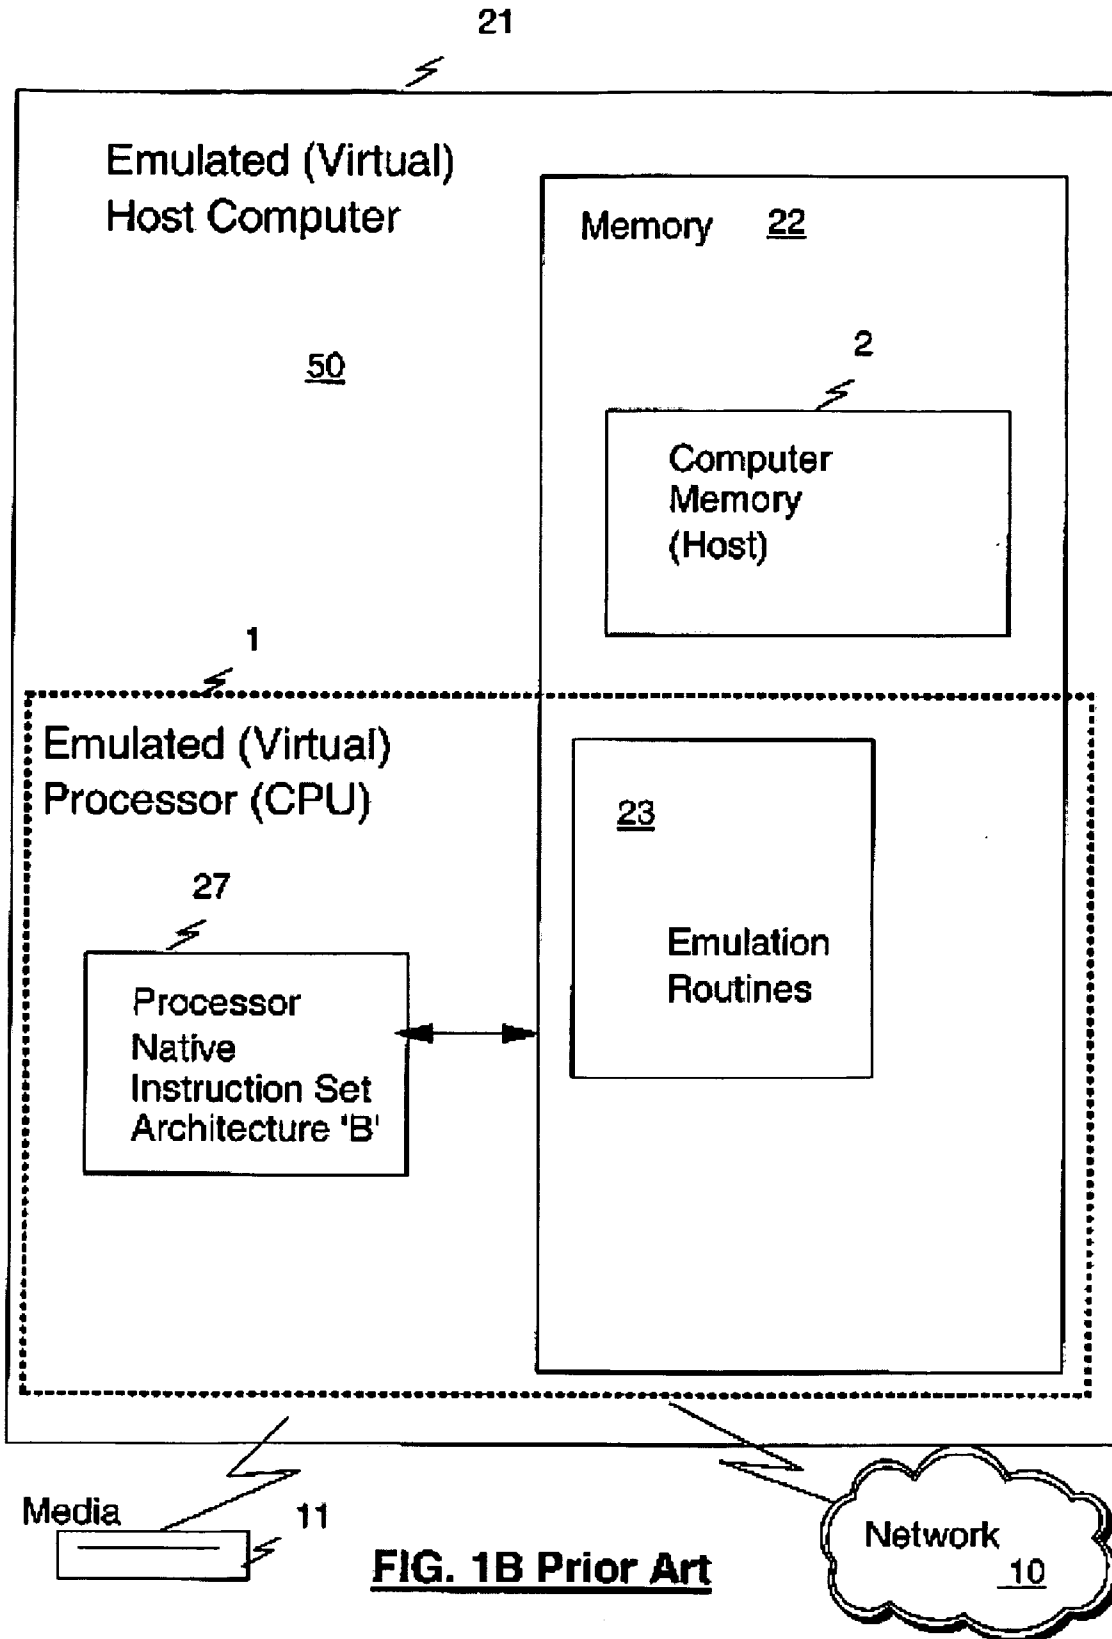 21
Emulated (Virtual)
Host Computer
Memory 22
50
2
Computer
Memory
(Host)
1
Emulated (Virtual)
Processor (CPU)
23
27
Emulation
Routines
Processor
Native
Instruction Set
Architecture 'B'
Media
11
Network
10
FIG. 1B Prior Art